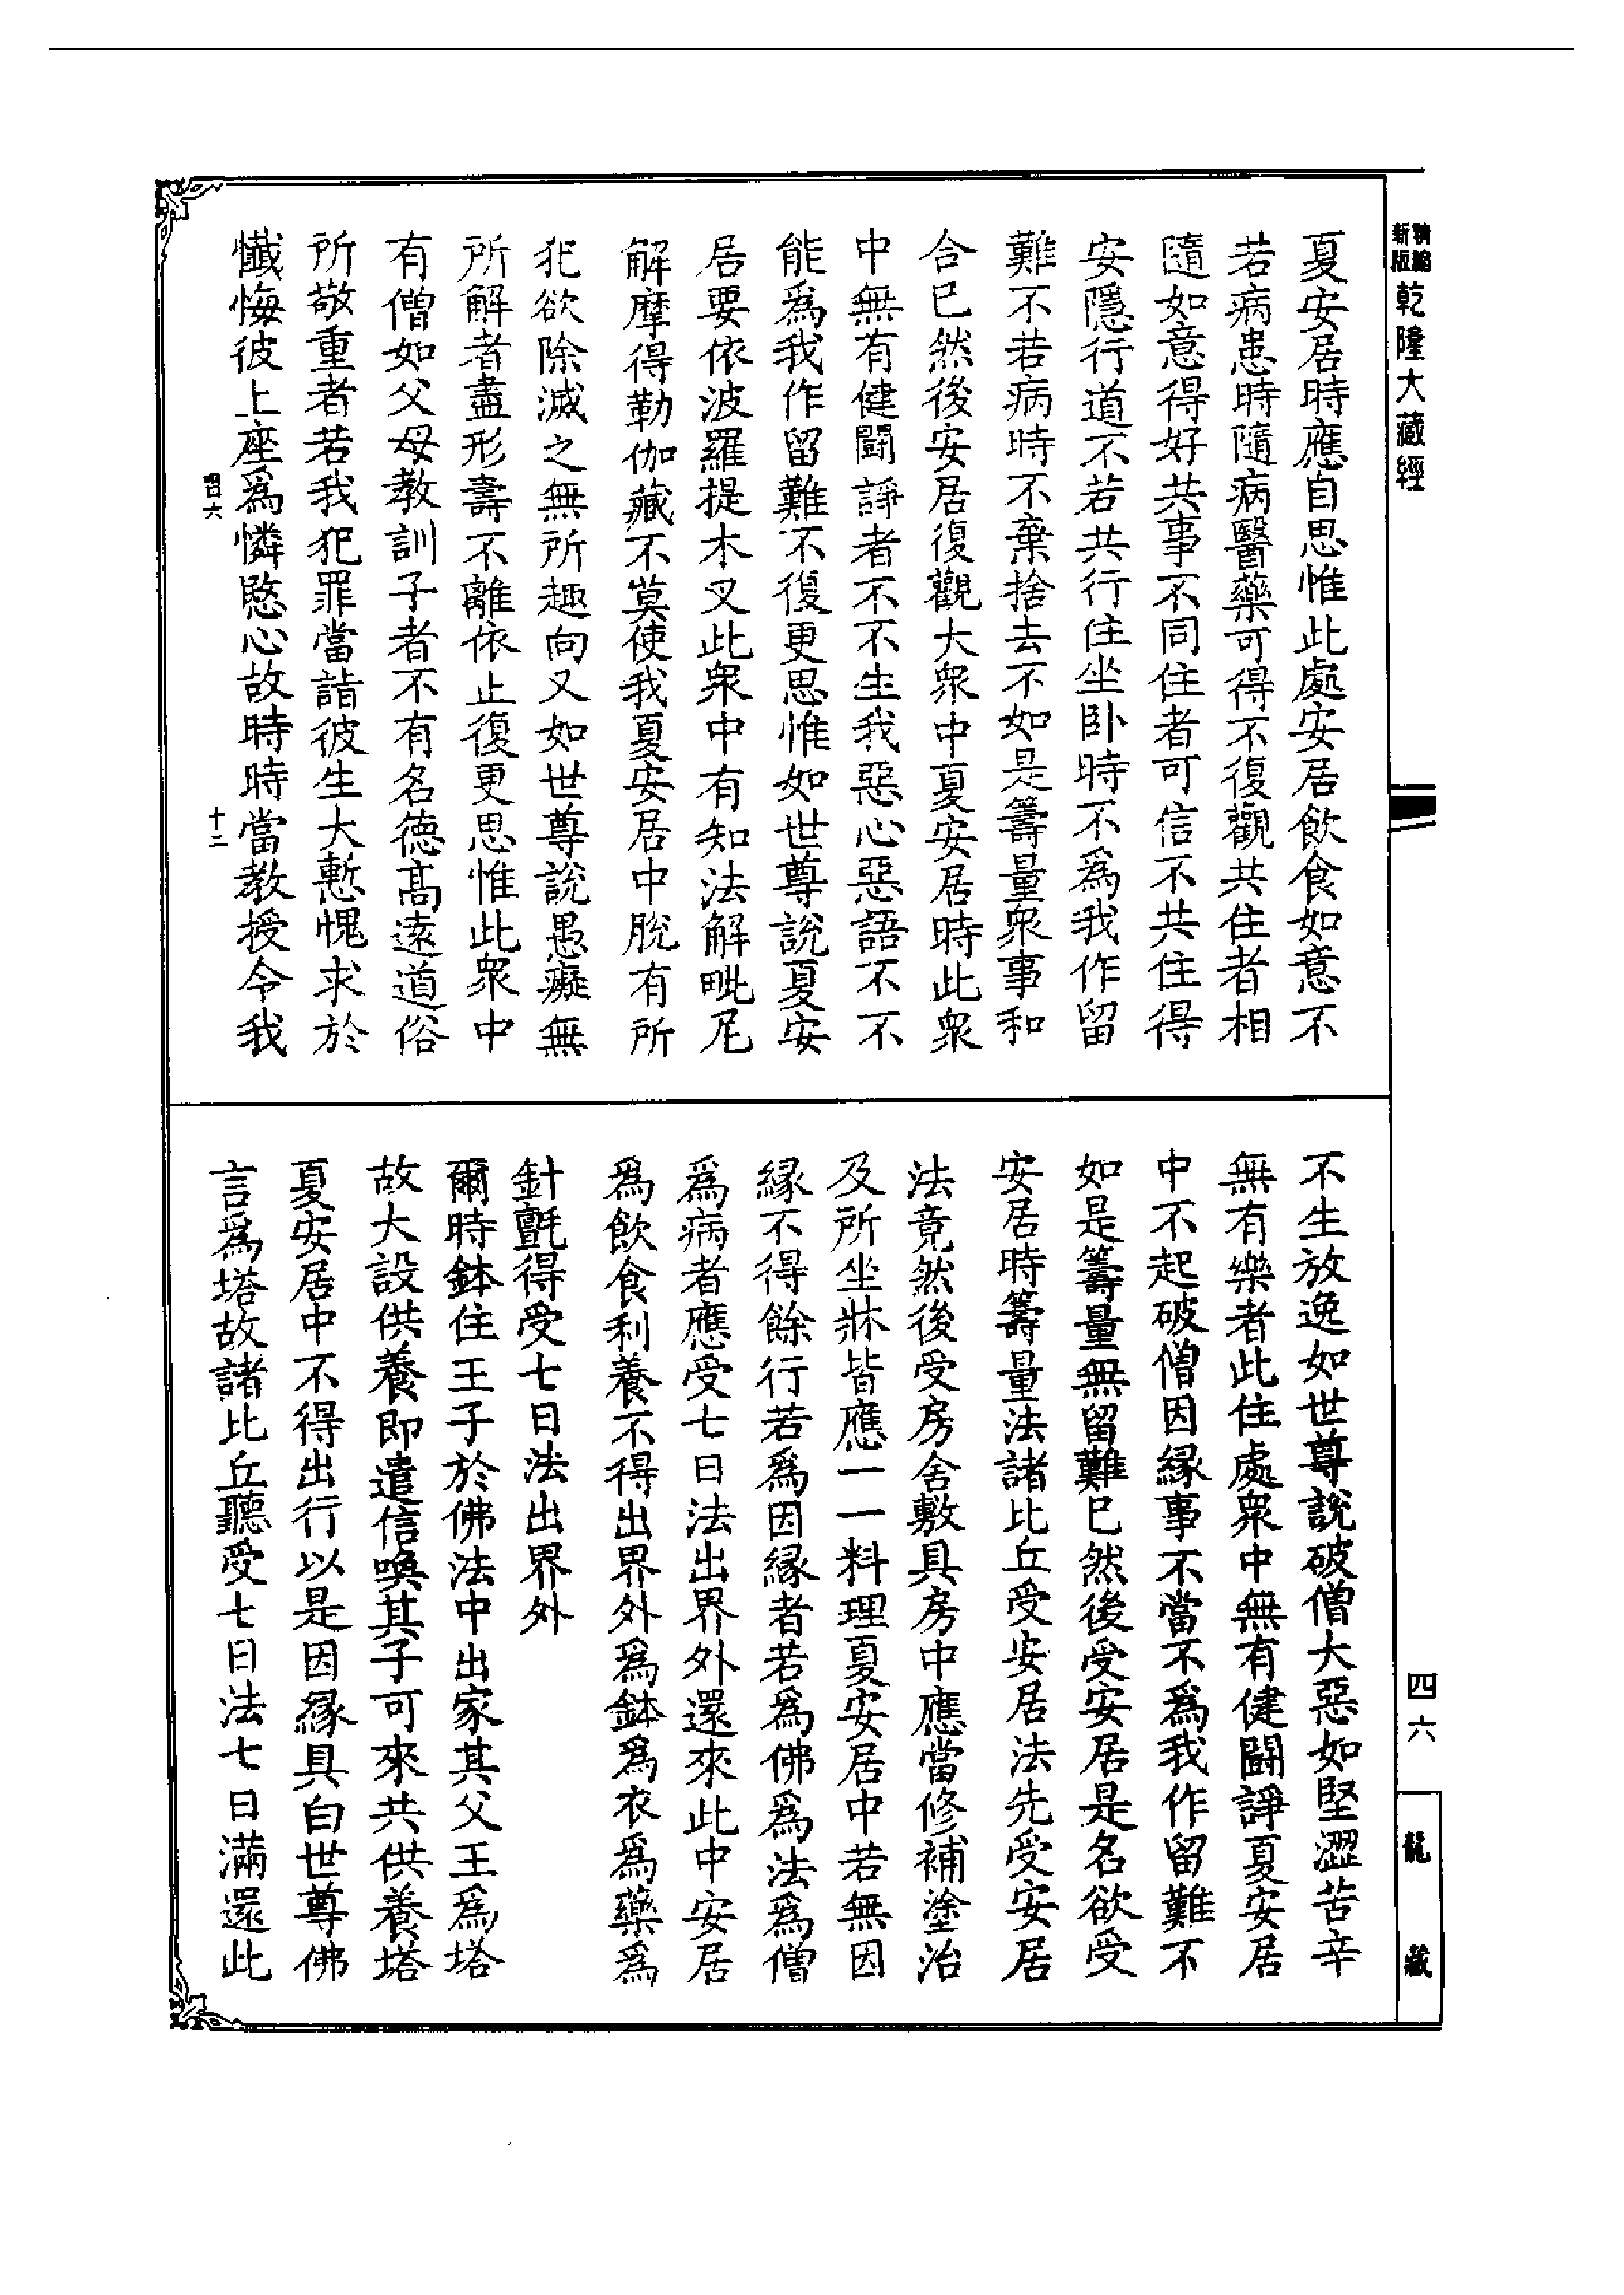 精縮
新版
乾隆大藏經
夏安居時應自思惟此處安居飲食如意不
若病患時隨病醫藥可得不復觀共住者相
隨如意得好共事不同住者可信不共住得
安隱行道不若共行住坐卧時不為我作留
難不若病時不棄捨去不如是籌量眾事和
合已然後安居復觀大眾中夏安居時此眾
中無有健鬪諍者不不生我惡心惡語不不
能為我作留難不復更思惟如世尊說夏安
居要依波羅提木叉此眾中有知法解毗尼
解摩得勒伽藏不莫使我夏安居中脫有所
犯欲除滅之無所趣向又如世尊說愚癡無
所解者盡形壽不離依止復更思惟此眾中
有僧如父母教訓子者不有名德高遠道俗
所敬重者若我犯罪當詣彼生大慙愧求於
懺悔彼上座為憐愍心故時時當教授令我
四六
十二
不生放逸如世尊說破僧大惡如堅澀苦辛
無有樂者此住處眾中無有健鬪諍夏安居
中不起破僧因緣事不當不為我作留難不
如是籌量無留難已然後受安居是名欲受
安居時籌量法諸比丘受安居法先受安居
法竟然後受房舍敷具房中應當修補塗治
及所坐牀皆應一一料理夏安居中若無因
緣不得餘行若為因緣者若為佛為法為僧
為病者應受七日法出界外還來此中安居
為飲食利養不得出界外為鉢為衣為藥為
針氈得受七日法出界外
爾時鉢住王子於佛法中出家其父王為塔
故大設供養即遣信喚其子可來共供養塔
夏安居中不得出行以是因緣具白世尊佛
言為塔故諸比丘聽受七日法七日滿還此
四六
龍藏